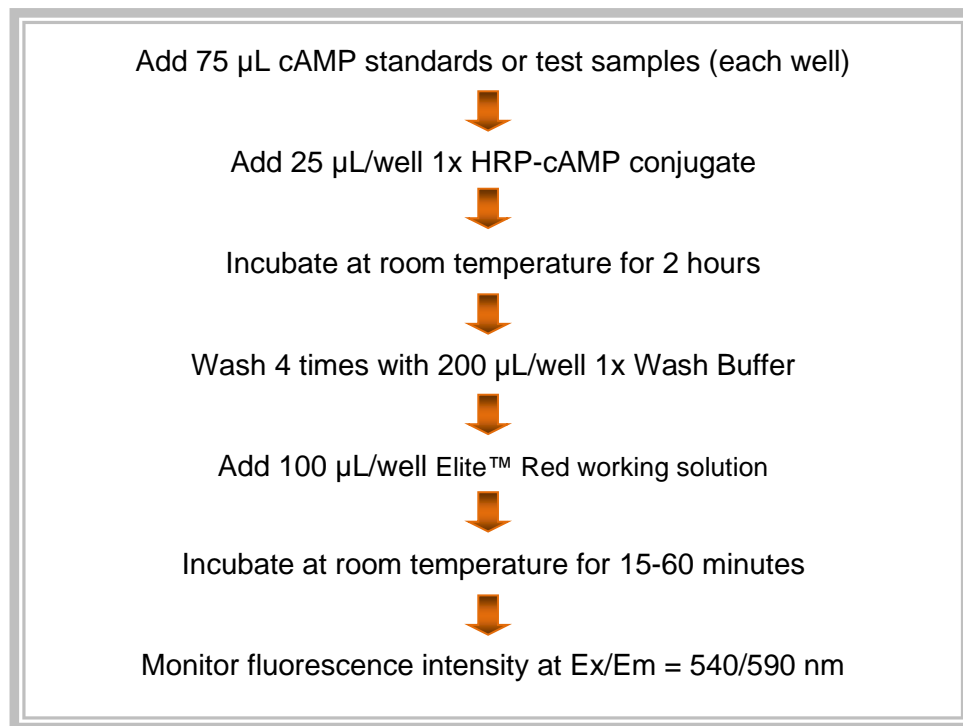 Add 75 µL cAMP standards or test samples (each well)
Add 25 µL/well 1x HRP-cAMP conjugate
Incubate at room temperature for 2 hours
Wash 4 times with 200 µL/well 1x Wash Buffer
Add 100 µL/well Elite™ Red working solution
Incubate at room temperature for 15-60 minutes
Monitor fluorescence intensity at Ex/Em = 540/590 nm